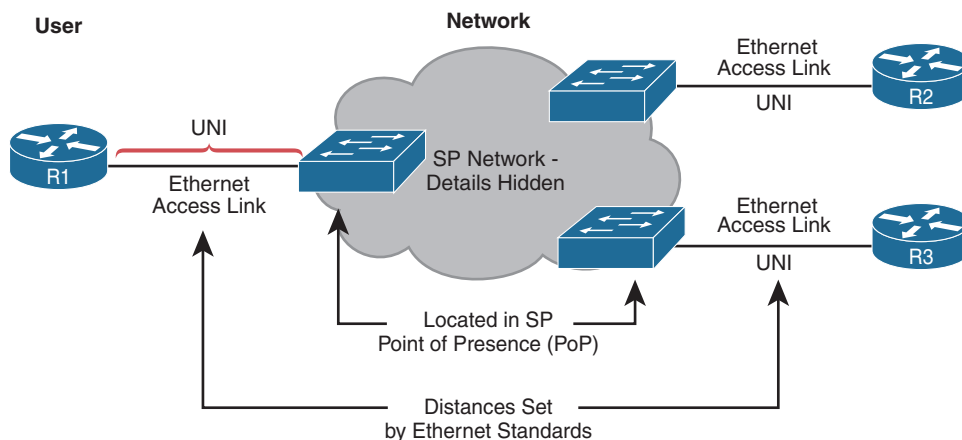 User
Network
Ethernet
Access Link
UNI
R2
UNI
R1
Ethernet
Access Link
SP Network -
Details Hidden
Ethernet
Access Link
UNI
R3
Located in SP
Point of Presence (PoP)
Distances Set
by Ethernet Standards